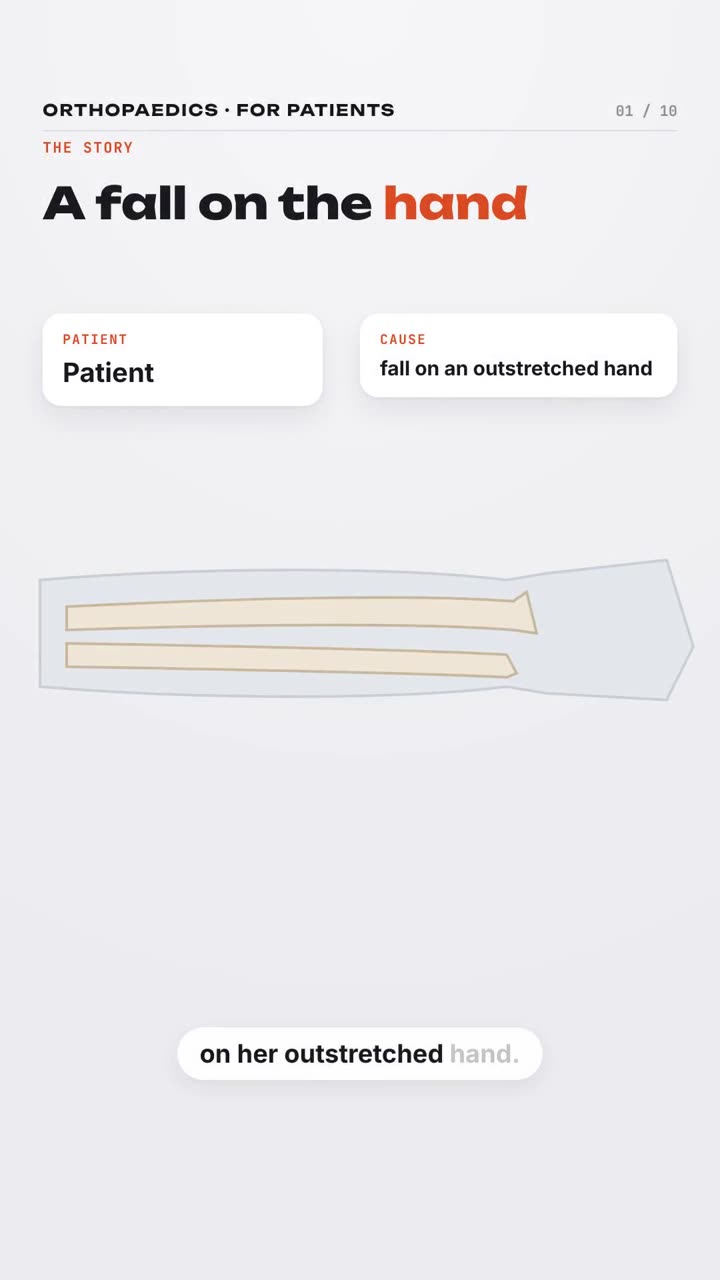 ORTHOPAEDICS · FOR PATIENTS
01 / 10
THE STORY
A fall on the hand
PATIENT
Patient
CAUSE
fall on an outstretched hand
on her outstretched hand.